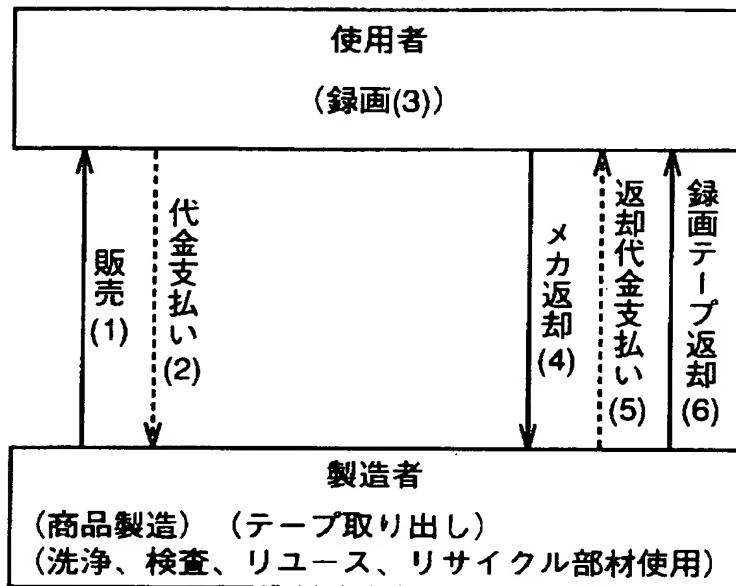 使用者
（録画(3)）
販売(1)
代金支払い(2)
メカ返却(4)
返却代金支払い(5)
録画テープ返却(6)
製造者
（商品製造）（テープ取り出し）
（洗浄、検査、リユース、リサイクル部材使用）